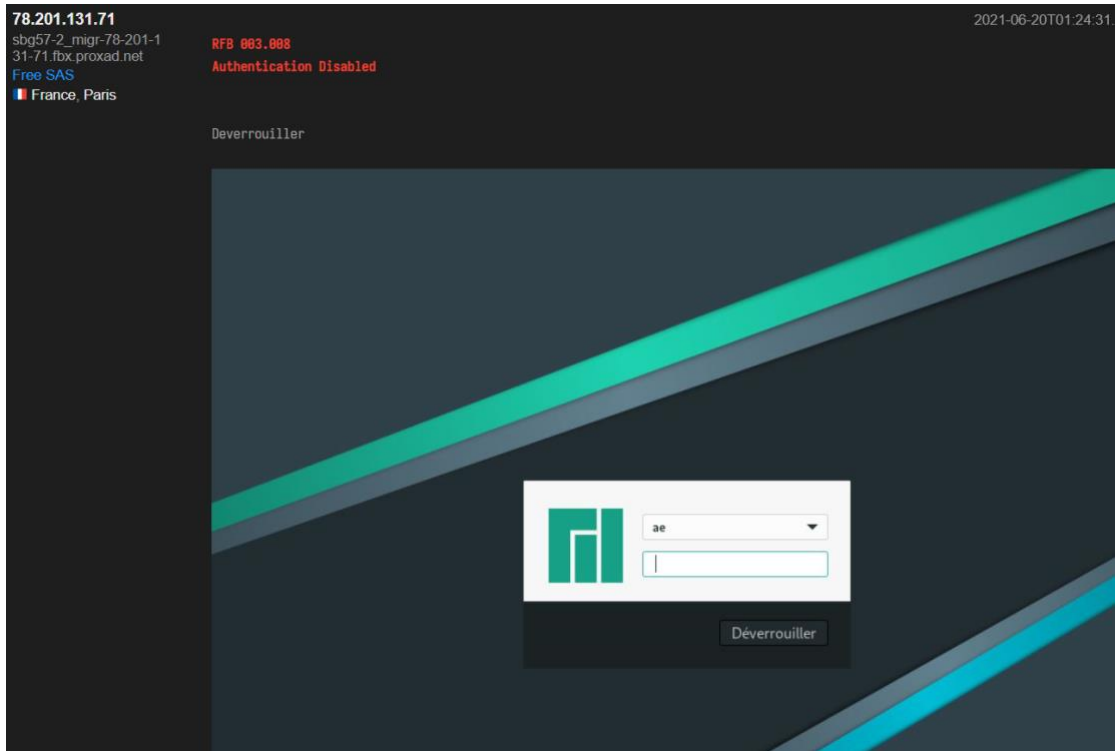 78.201.131.71
2021-06-20T01:24:31.
sbg57-2_migr-78-201-1
31-71.fbx.proxad.net
Free SAS
France, Paris
RFB 003.008
Authentication Disabled
Deverrouiller
ae
Déverrouiller